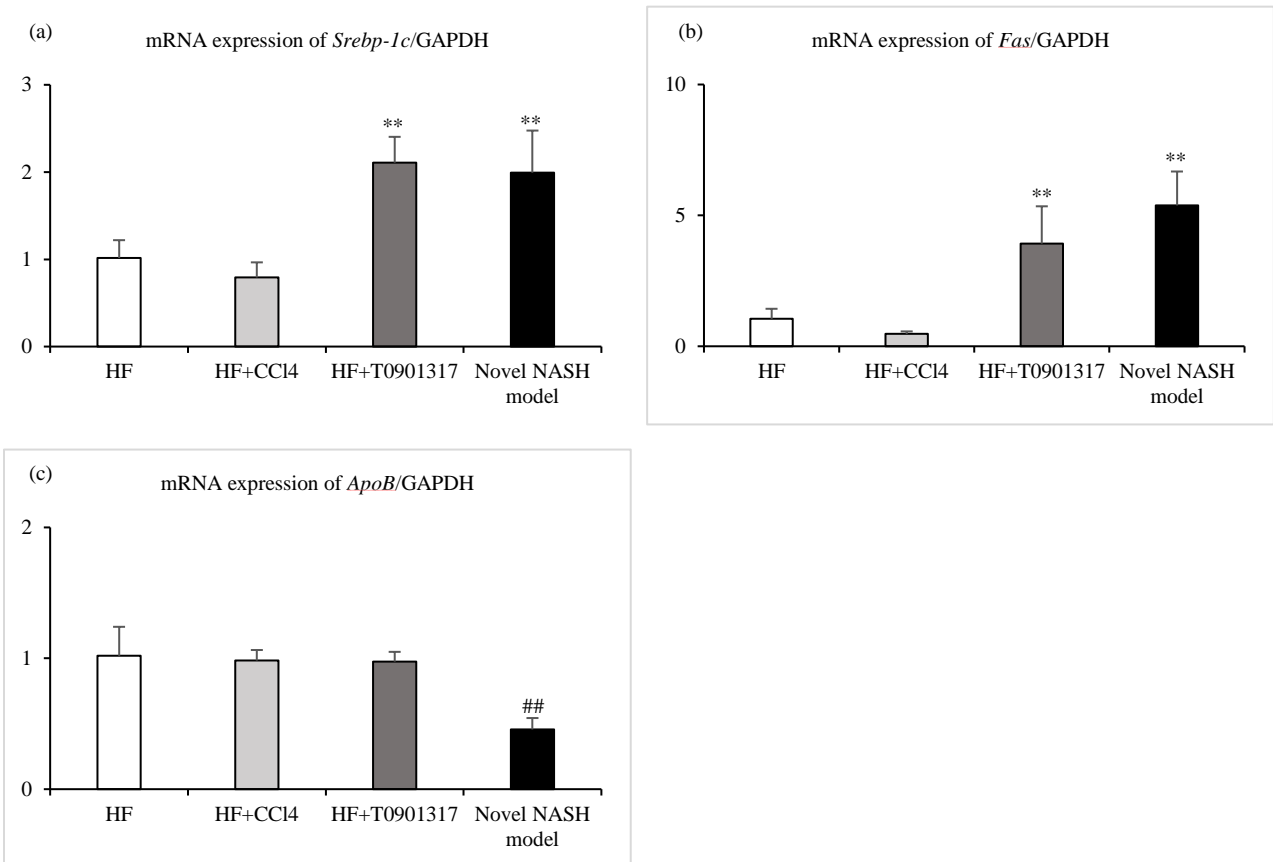 (a)
mRNA expression of Srebp-1c/GAPDH
3
2
1
0
**
**
HF
HF+CCl4
HF+T0901317
Novel NASH
model
(b)
mRNA expression of Fas/GAPDH
10
5
0
**
**
HF
HF+CCl4
HF+T0901317
Novel NASH
model
(c)
mRNA expression of ApoB/GAPDH
2
1
0
##
HF
HF+CCl4
HF+T0901317
Novel NASH
model